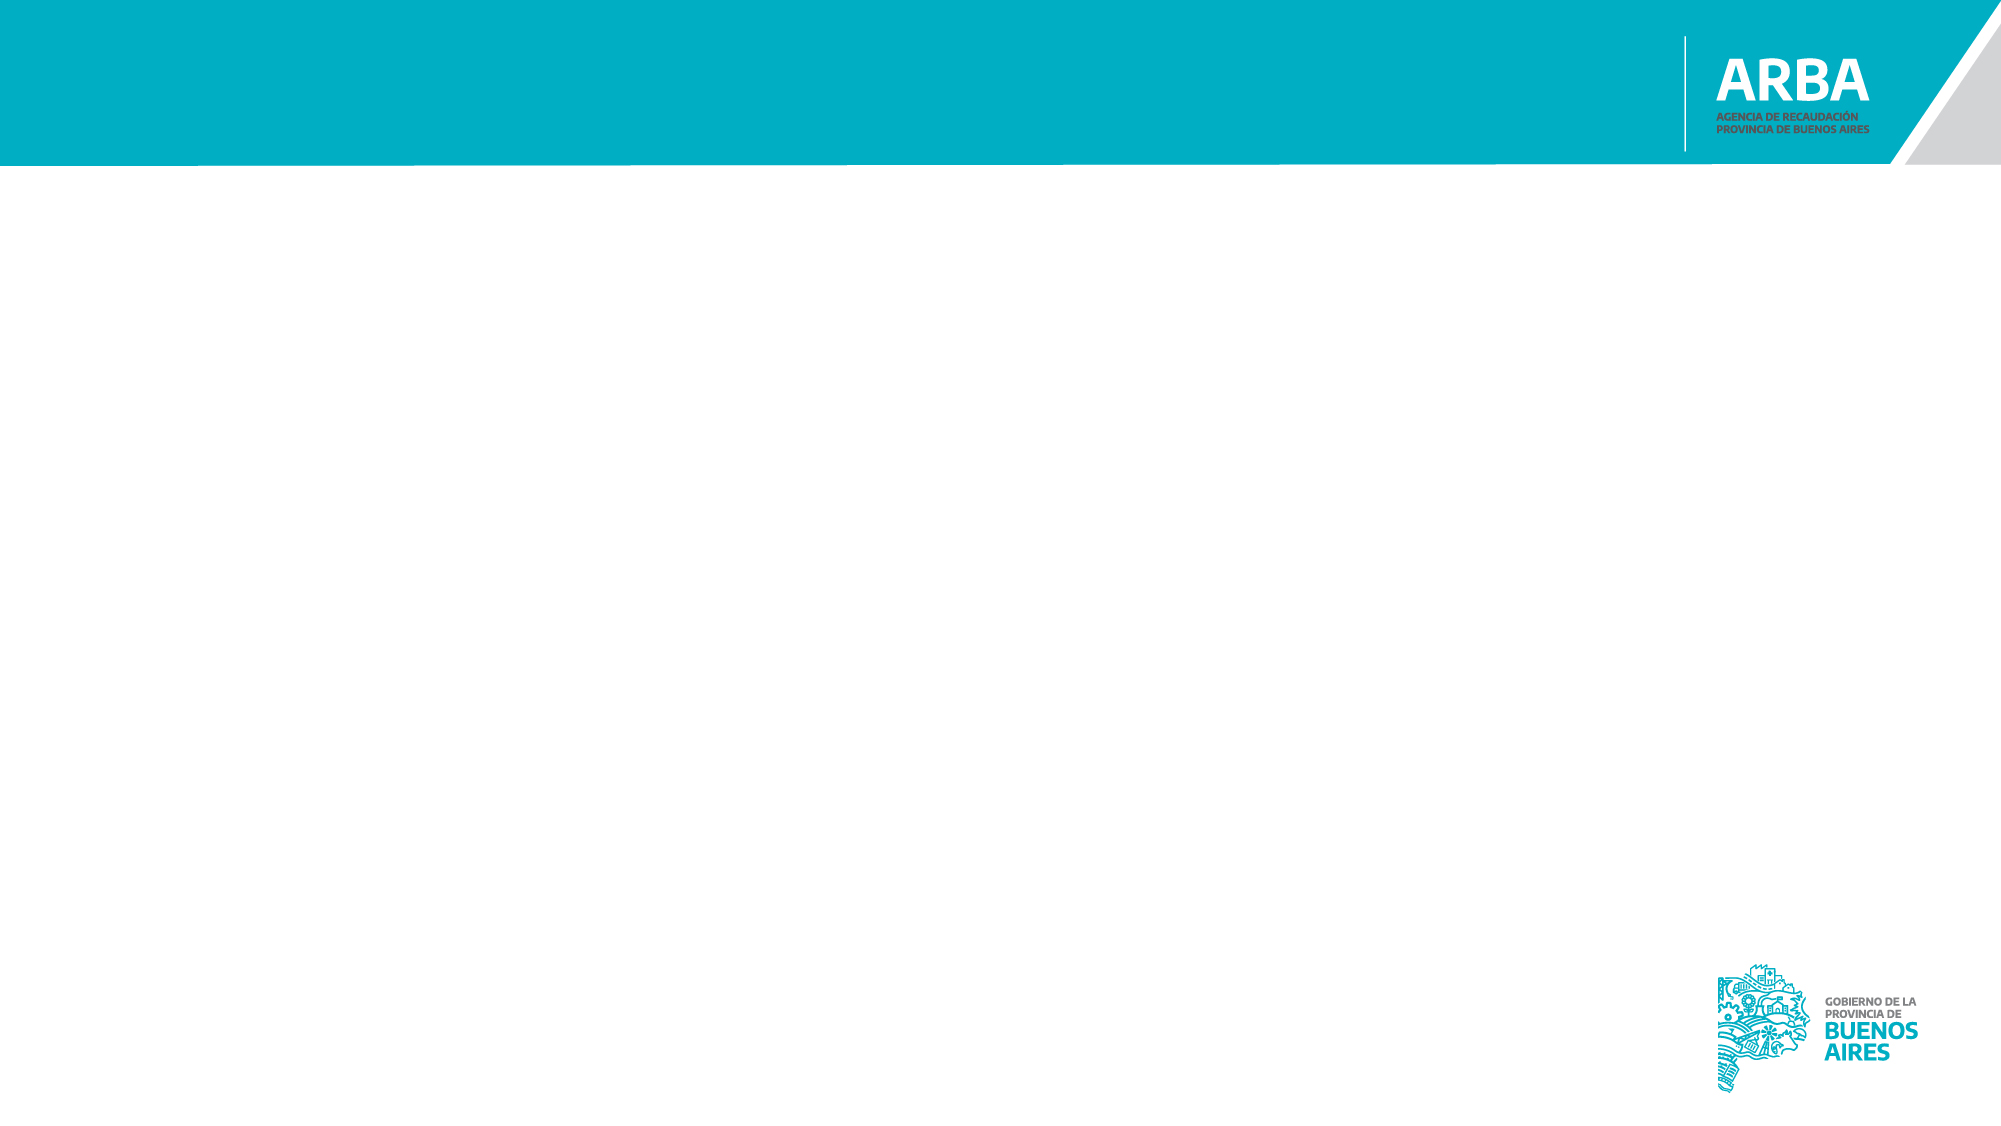 ARBA
AGENCIA DE RECAUDACIÓN
PROVINCIA DE BUENOS AIRES
GOBIERNO DE LA
PROVINCIA DE
BUENOS
AIRES